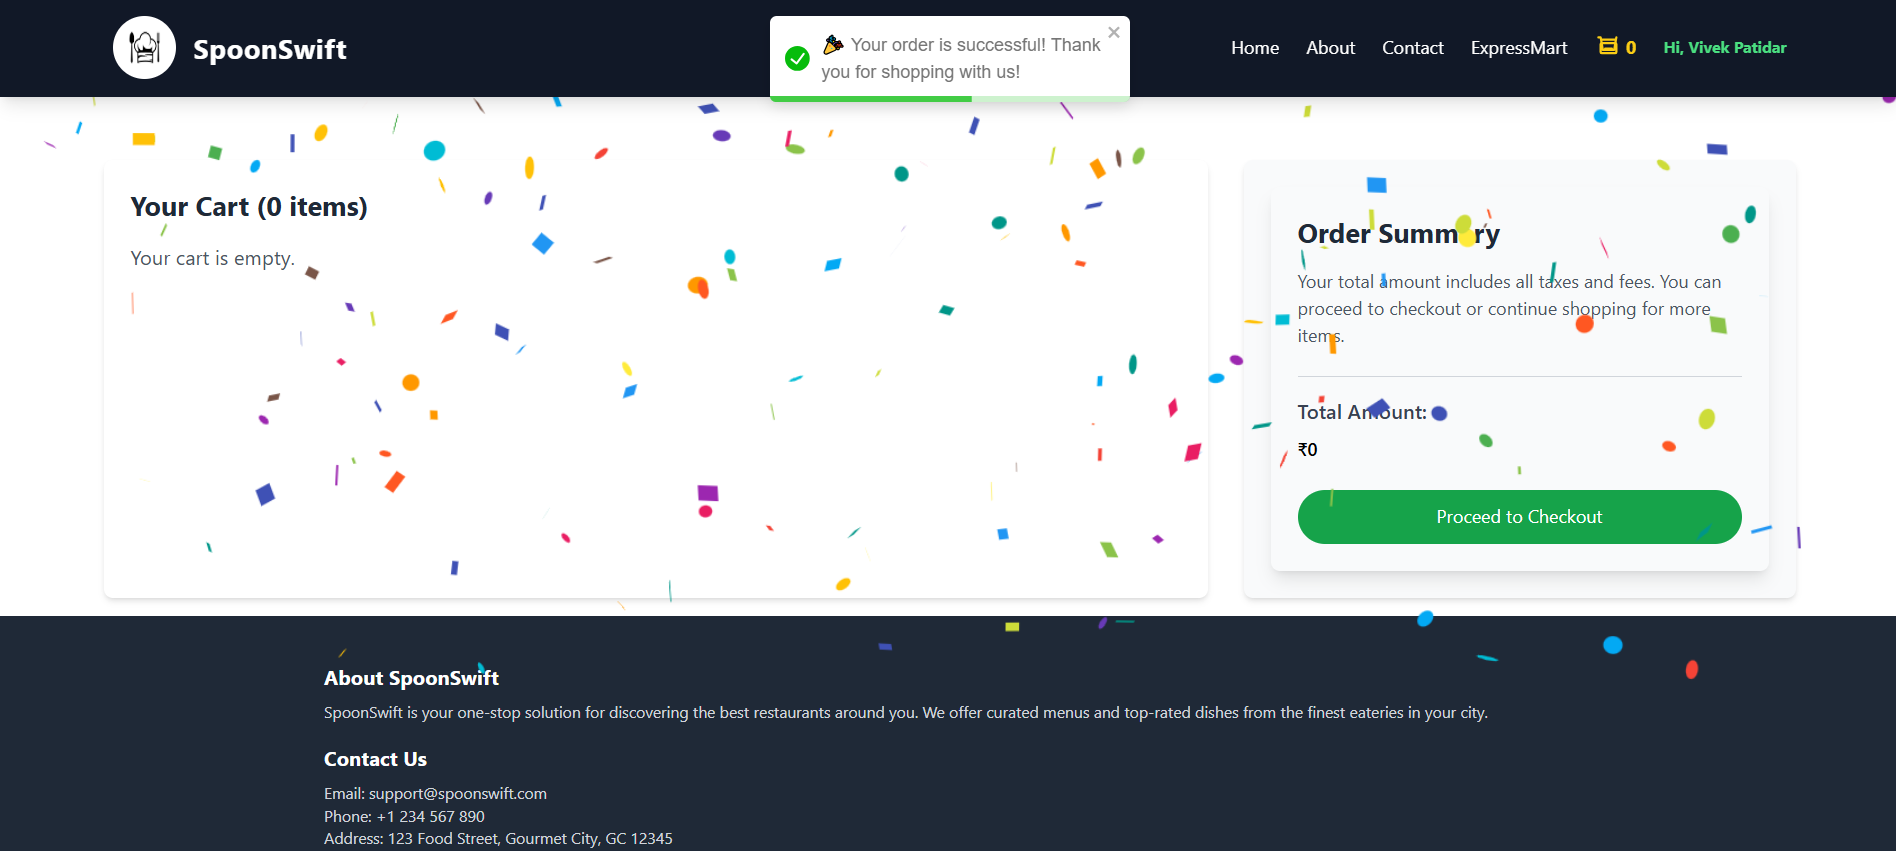 SpoonSwift
🎉 Your order is successful! Thank
you for shopping with us!
Home About Contact ExpressMart 0 Hi, Vivek Patidar
Your Cart (0 items)
Your cart is empty.
Order Summary
Your total amount includes all taxes and fees. You can
proceed to checkout or continue shopping for more
items.
Total Amount:
₹0
Proceed to Checkout
About SpoonSwift
SpoonSwift is your one-stop solution for discovering the best restaurants around you. We offer curated menus and top-rated dishes from the finest eateries in your city.
Contact Us
Email: support@spoonswift.com
Phone: +1 234 567 890
Address: 123 Food Street, Gourmet City, GC 12345